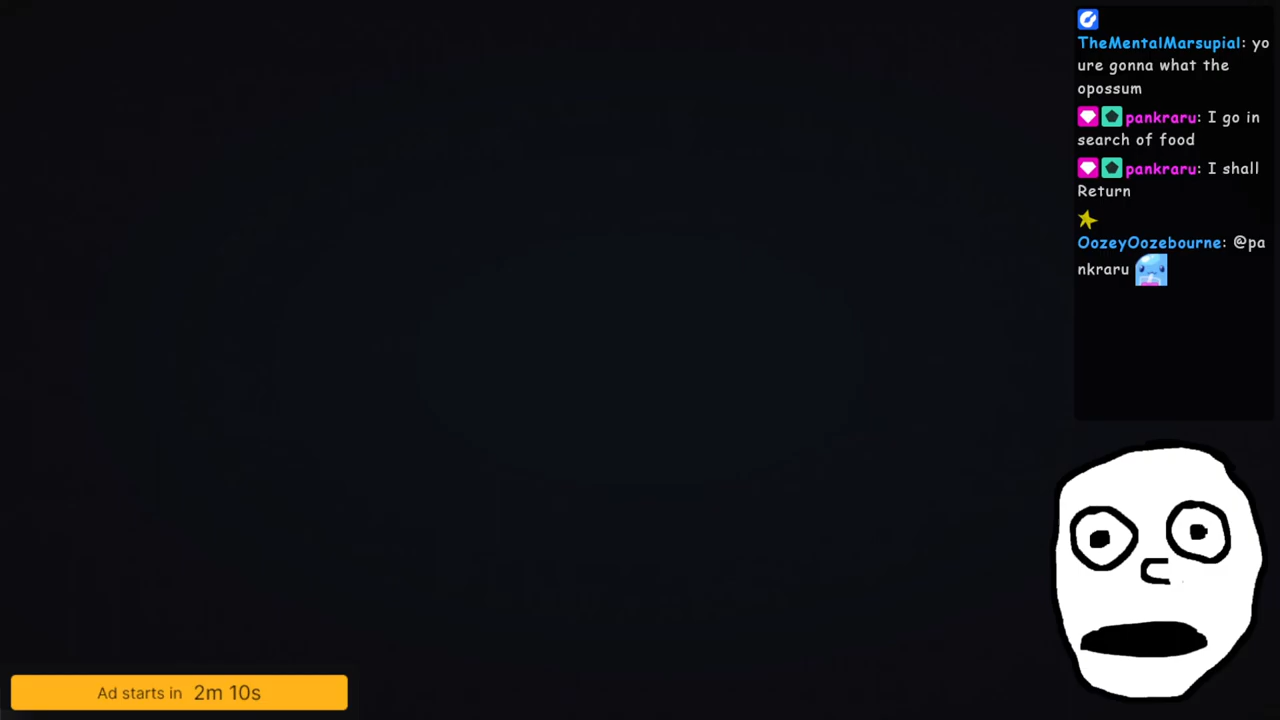 TheMentalMarsupial: yo
ure gonna what the
opossum
pankraru: I go in
search of food
pankraru: I shall
Return
OozeyOozebourne: @pa
nkraru
Ad starts in 2m 10s